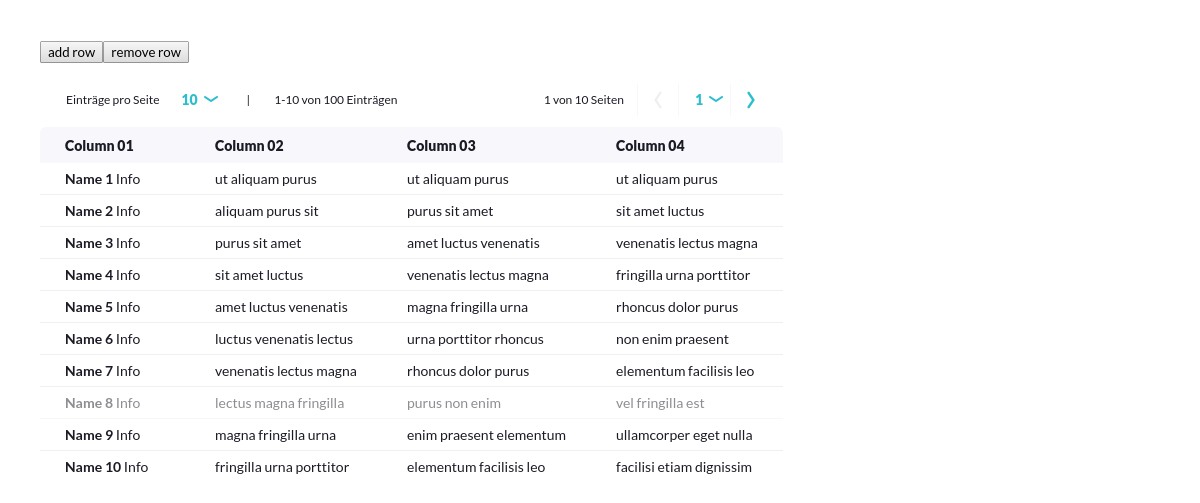 add row remove row
Einträge pro Seite 10 | 1-10 von 100 Einträgen 1 von 10 Seiten 1
Column 01 Column 02 Column 03 Column 04
Name 1 Info ut aliquam purus ut aliquam purus ut aliquam purus
Name 2 Info aliquam purus sit purus sit amet sit amet luctus
Name 3 Info purus sit amet amet luctus venenatis venenatis lectus magna
Name 4 Info sit amet luctus venenatis lectus magna fringilla urna porttitor
Name 5 Info amet luctus venenatis magna fringilla urna rhoncus dolor purus
Name 6 Info luctus venenatis lectus urna porttitor rhoncus non enim praesent
Name 7 Info venenatis lectus magna rhoncus dolor purus elementum facilisis leo
Name 8 Info lectus magna fringilla purus non enim vel fringilla est
Name 9 Info magna fringilla urna enim praesent elementum ullamcorper eget nulla
Name 10 Info fringilla urna porttitor elementum facilisis leo facilisi etiam dignissim